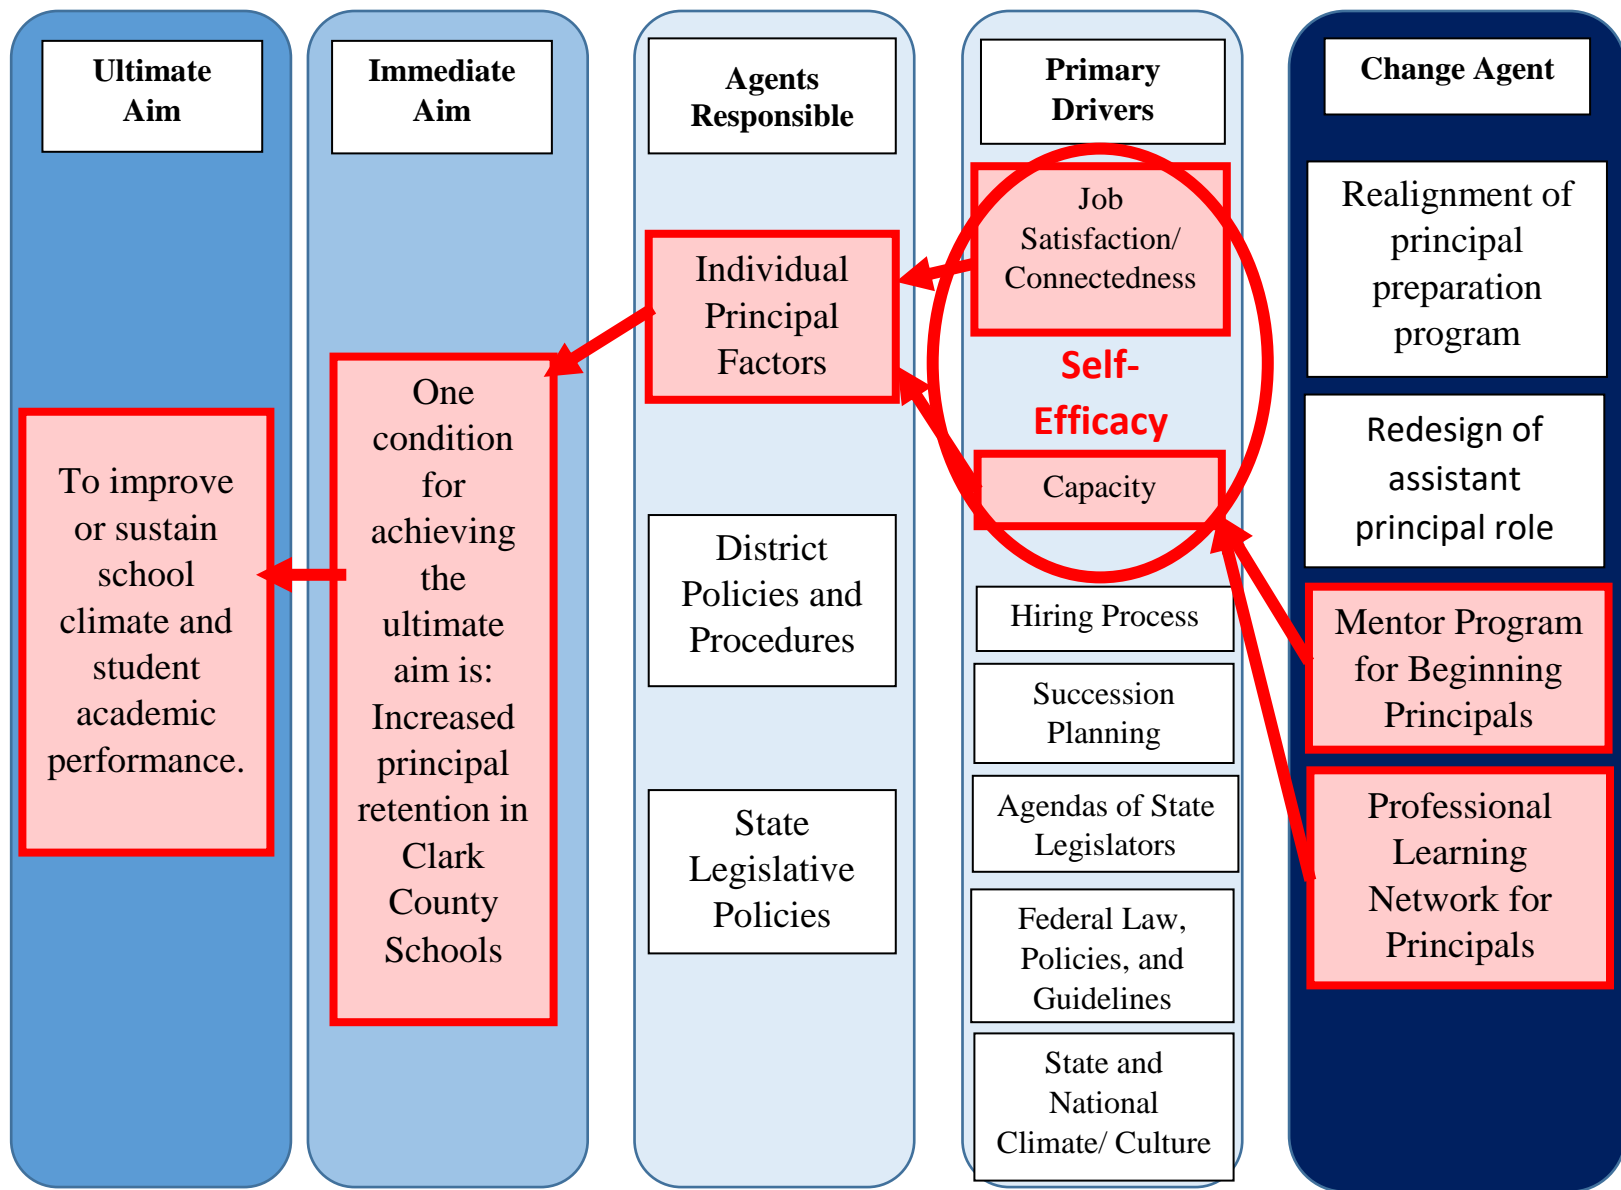 Ultimate
Aim
To improve
or sustain
school
climate and
student
academic
performance.
Immediate
Aim
One
condition
for
achieving
the
ultimate
aim is:
Increased
principal
retention in
Clark
County
Schools
Agents
Responsible
Individual
Principal
Factors
District
Policies and
Procedures
State
Legislative
Policies
Primary
Drivers
Job
Satisfaction/
Connectedness
Self-
Efficacy
Capacity
Hiring Process
Succession
Planning
Agendas of State
Legislators
Federal Law,
Policies, and
Guidelines
State and
National
Climate/ Culture
Change Agent
Realignment of
principal
preparation
program
Redesign of
assistant
principal role
Mentor Program
for Beginning
Principals
Professional
Learning
Network for
Principals